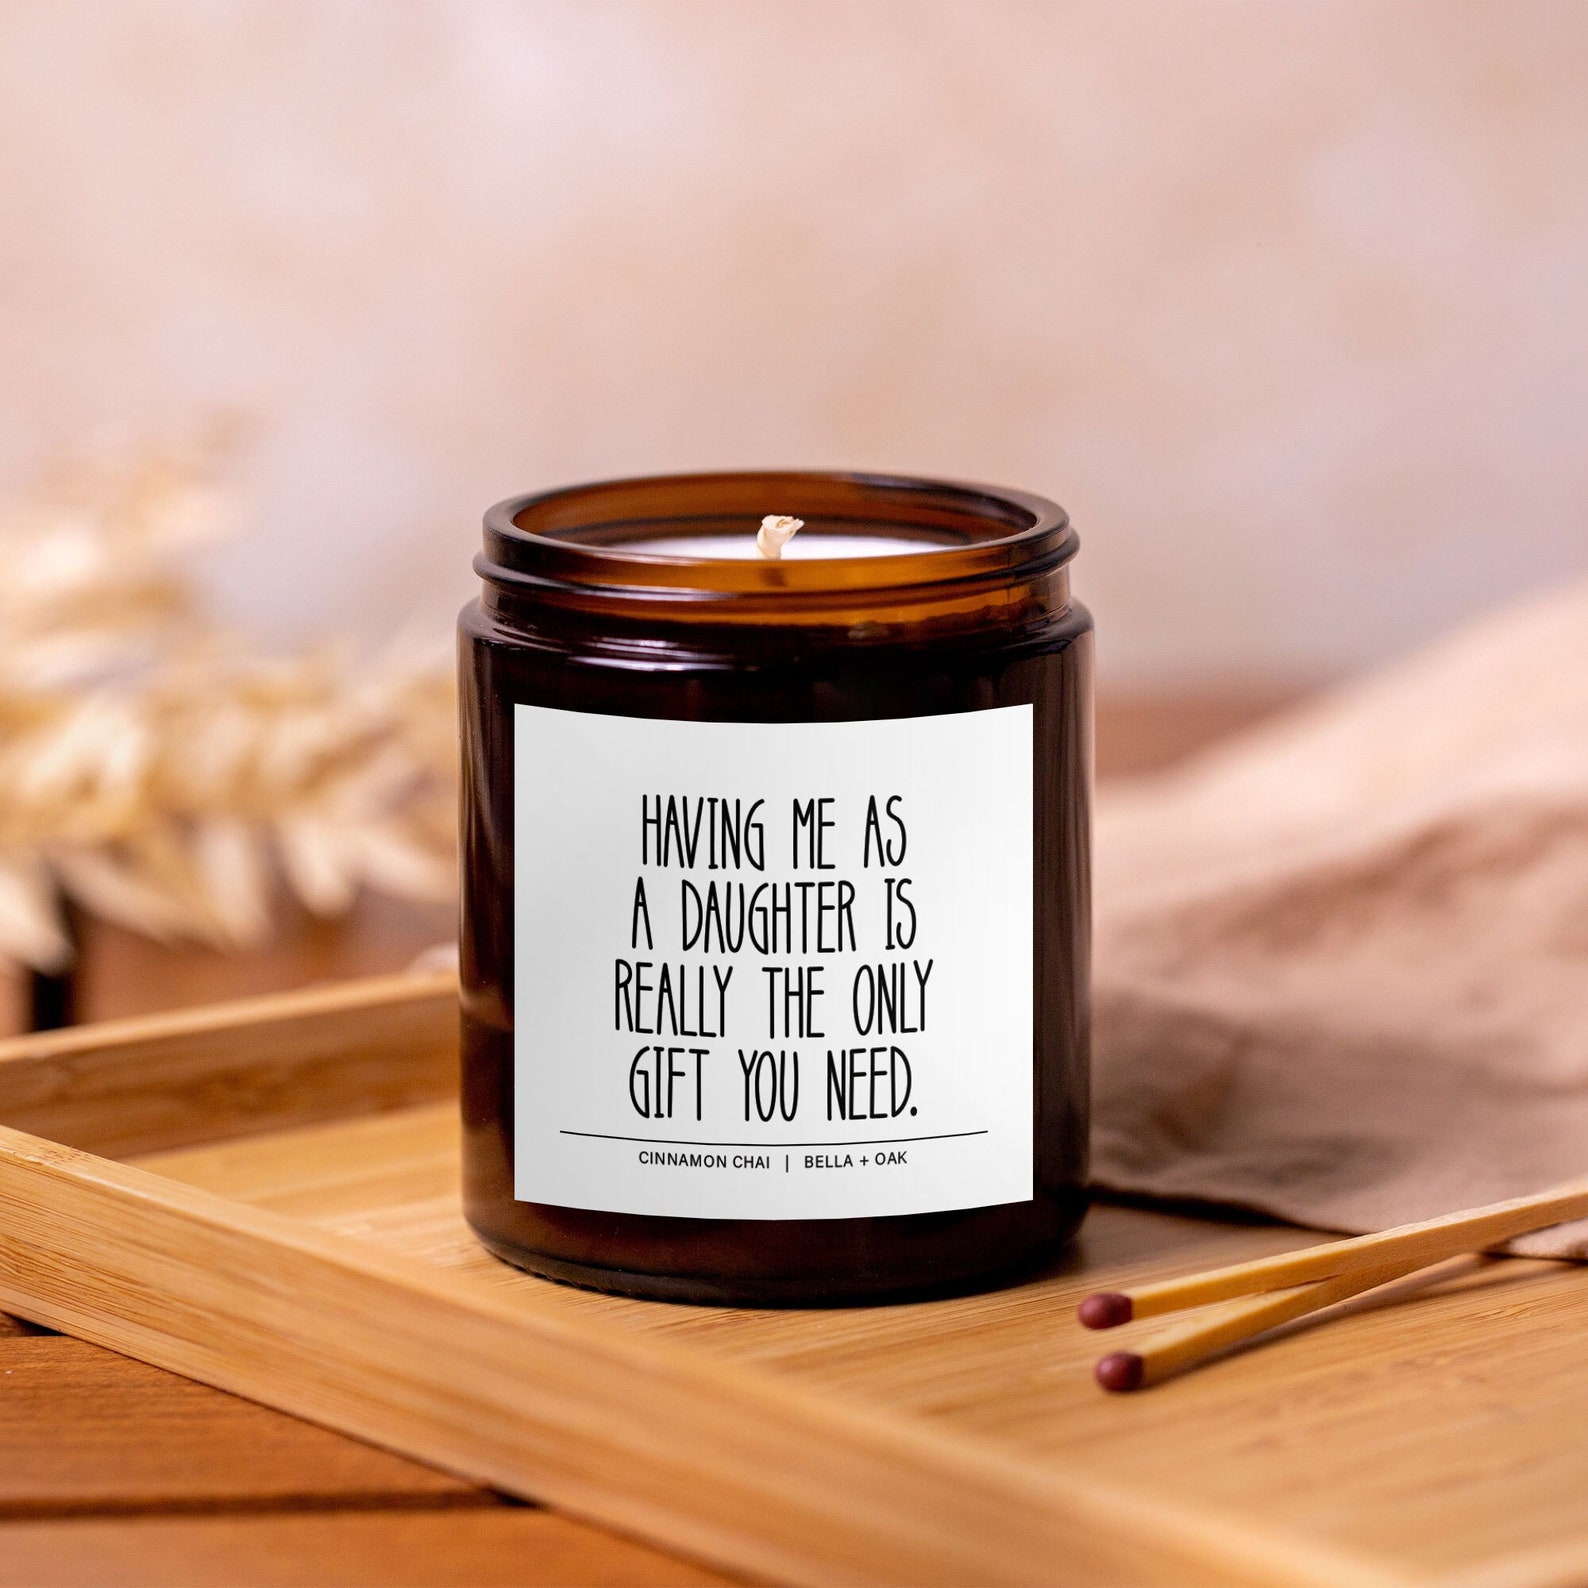 HAVING ME AS
A DAUGHTER IS
REALLY THE ONLY
GIFT YOU NEED.
CINNAMON CHAI | BELLA + OAK